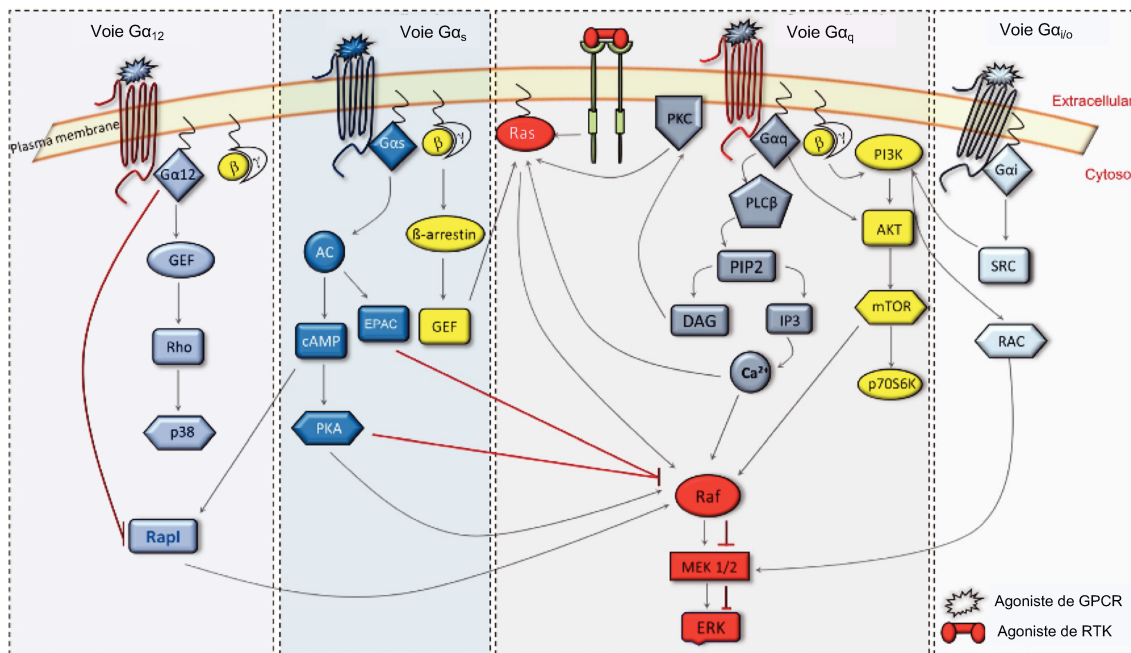 Voie Gα12
Voie Gαs
Voie Gαq
Voie Gαi/o
Plasma membrane
Extracellular
Cytosol
Gα12
β
γ
GEF
Rho
p38
RapI
Gαs
β
γ
AC
ß-arrestin
cAMP
EPAC
GEF
PKA
Ras
PKC
Gαq
β
γ
PI3K
PLCβ
AKT
PIP2
DAG
IP3
mTOR
Ca2+
p70S6K
Raf
MEK 1/2
ERK
Gαi
SRC
RAC
Agoniste de GPCR
Agoniste de RTK